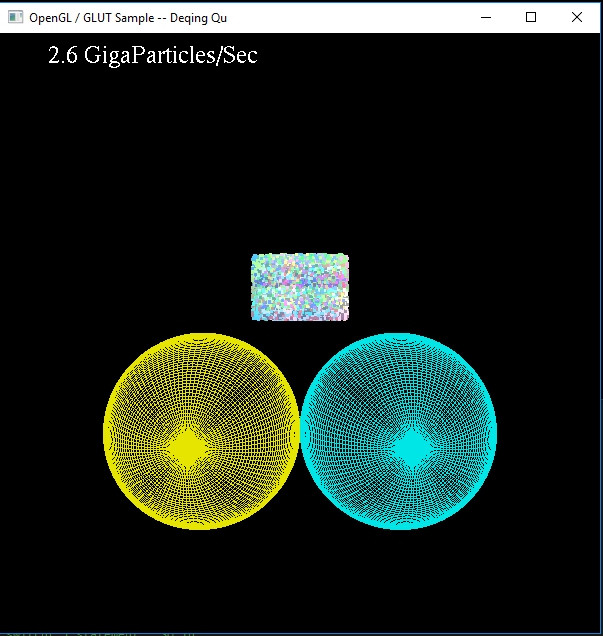 OpenGL / GLUT Sample -- Deqing Qu
2.6 GigaParticles/Sec